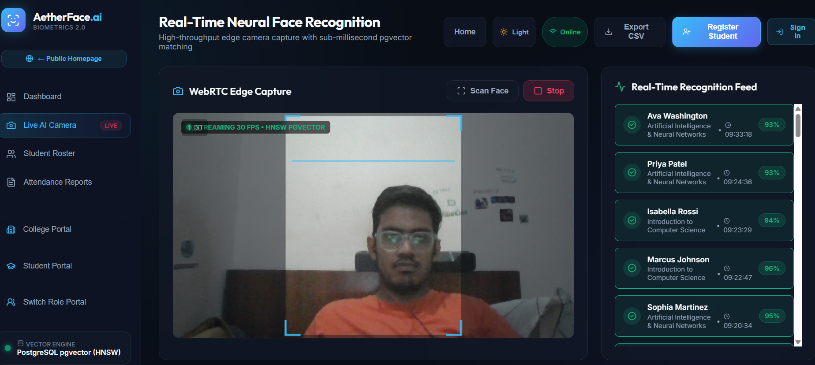 AetherFace.ai
BIOMETRICS 2.0
← Public Homepage
Dashboard
Live AI Camera
LIVE
Student Roster
Attendance Reports
College Portal
Student Portal
Switch Role Portal
VECTOR ENGINE
PostgreSQL pgvector (HNSW)
Real-Time Neural Face Recognition
High-throughput edge camera capture with sub-millisecond pgvector
matching
Home
Light
Online
Export
CSV
Register
Student
Sign
In
WebRTC Edge Capture
Scan Face
Stop
STREAMING 30 FPS • HNSW PGVECTOR
Real-Time Recognition Feed
Ava Washington
Artificial Intelligence
& Neural Networks
• 09:33:18
93%
Priya Patel
Artificial Intelligence
& Neural Networks
• 09:24:36
93%
Isabella Rossi
Introduction to
Computer Science
• 09:23:29
94%
Marcus Johnson
Introduction to
Computer Science
• 09:22:47
96%
Sophia Martinez
Artificial Intelligence
& Neural Networks
• 09:20:34
95%